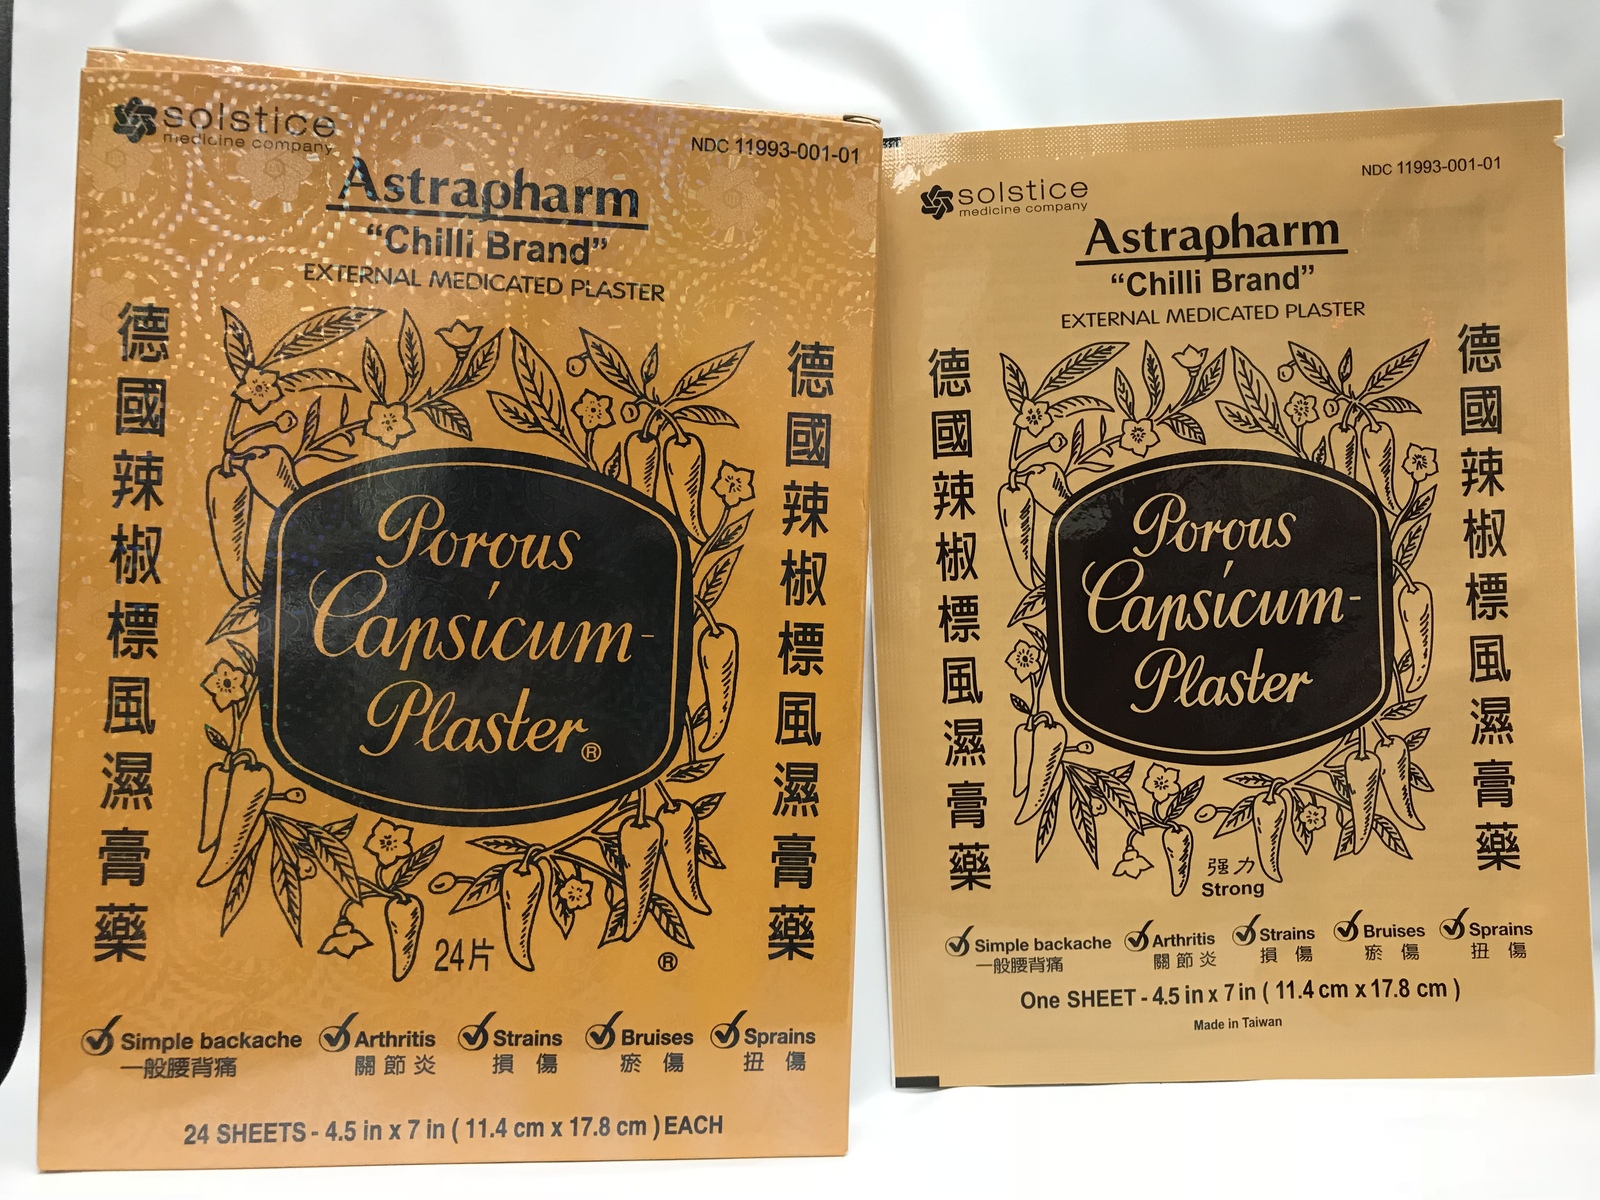 solstice
medicine company
NDC 11993-001-01
Astrapharm
“Chilli Brand”
EXTERNAL MEDICATED PLASTER
德國辣椒標風濕膏藥
德國辣椒標風濕膏藥
Porous
Capsicum-
Plaster®
24片
®
Simple backache Arthritis Strains Bruises Sprains
一般腰背痛 關節炎 損傷 瘀傷 扭傷
24 SHEETS - 4.5 in x 7 in ( 11.4 cm x 17.8 cm ) EACH
NDC 11993-001-01
solstice
medicine company
Astrapharm
“Chilli Brand”
EXTERNAL MEDICATED PLASTER
德國辣椒標風濕膏藥
德國辣椒標風濕膏藥
Porous
Capsicum-
Plaster
强力
Strong
Simple backache Arthritis Strains Bruises Sprains
一般腰背痛 關節炎 損傷 瘀傷 扭傷
One SHEET - 4.5 in x 7 in ( 11.4 cm x 17.8 cm )
Made in Taiwan